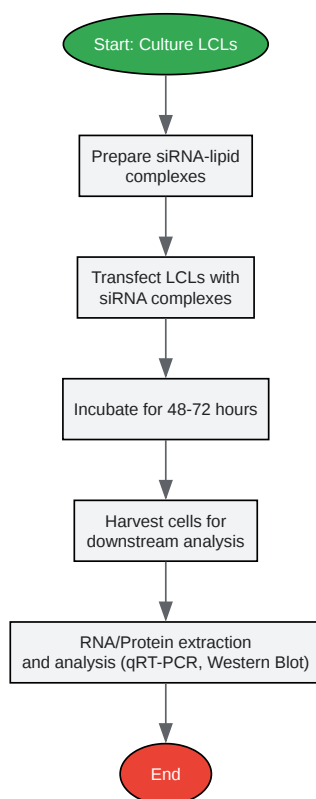 Start: Culture LCLs
Prepare siRNA-lipid
complexes
Transfect LCLs with
siRNA complexes
Incubate for 48-72 hours
Harvest cells for
downstream analysis
RNA/Protein extraction
and analysis (qRT-PCR, Western Blot)
End